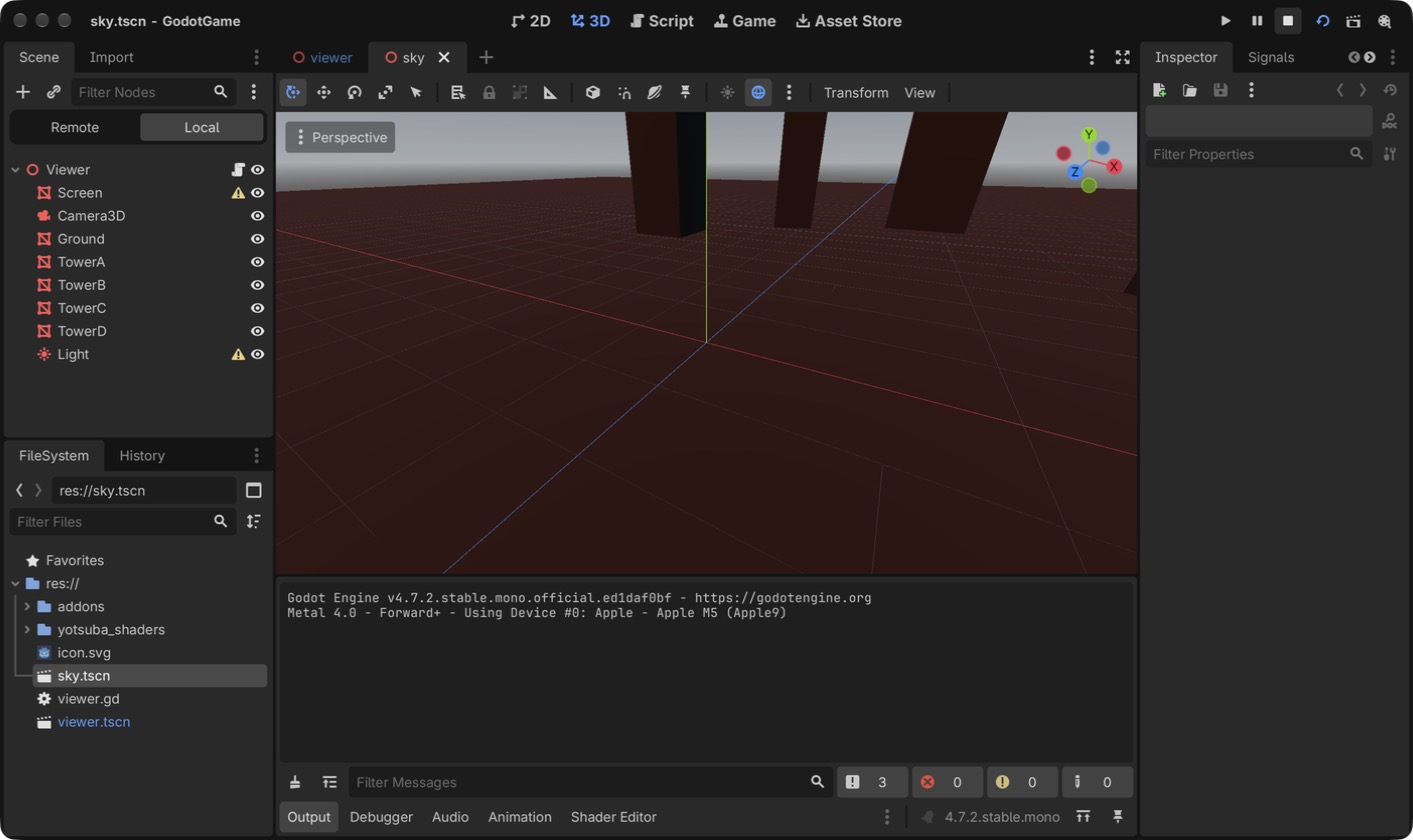 sky.tscn - GodotGame
2D
3D
Script
Game
Asset Store
Scene
Import
Filter Nodes
Remote
Local
Viewer
Screen
Camera3D
Ground
TowerA
TowerB
TowerC
TowerD
Light
FileSystem
History
res://sky.tscn
Filter Files
Favorites
res://
addons
yotsuba_shaders
icon.svg
sky.tscn
viewer.gd
viewer.tscn
viewer
sky
Transform
View
Perspective
Y
X
Z
Godot Engine v4.7.2.stable.mono.official.ed1daf0bf - https://godotengine.org
Metal 4.0 - Forward+ - Using Device #0: Apple - Apple M5 (Apple9)
Filter Messages
3
0
0
0
Output
Debugger
Audio
Animation
Shader Editor
4.7.2.stable.mono
Inspector
Signals
DOC
Filter Properties